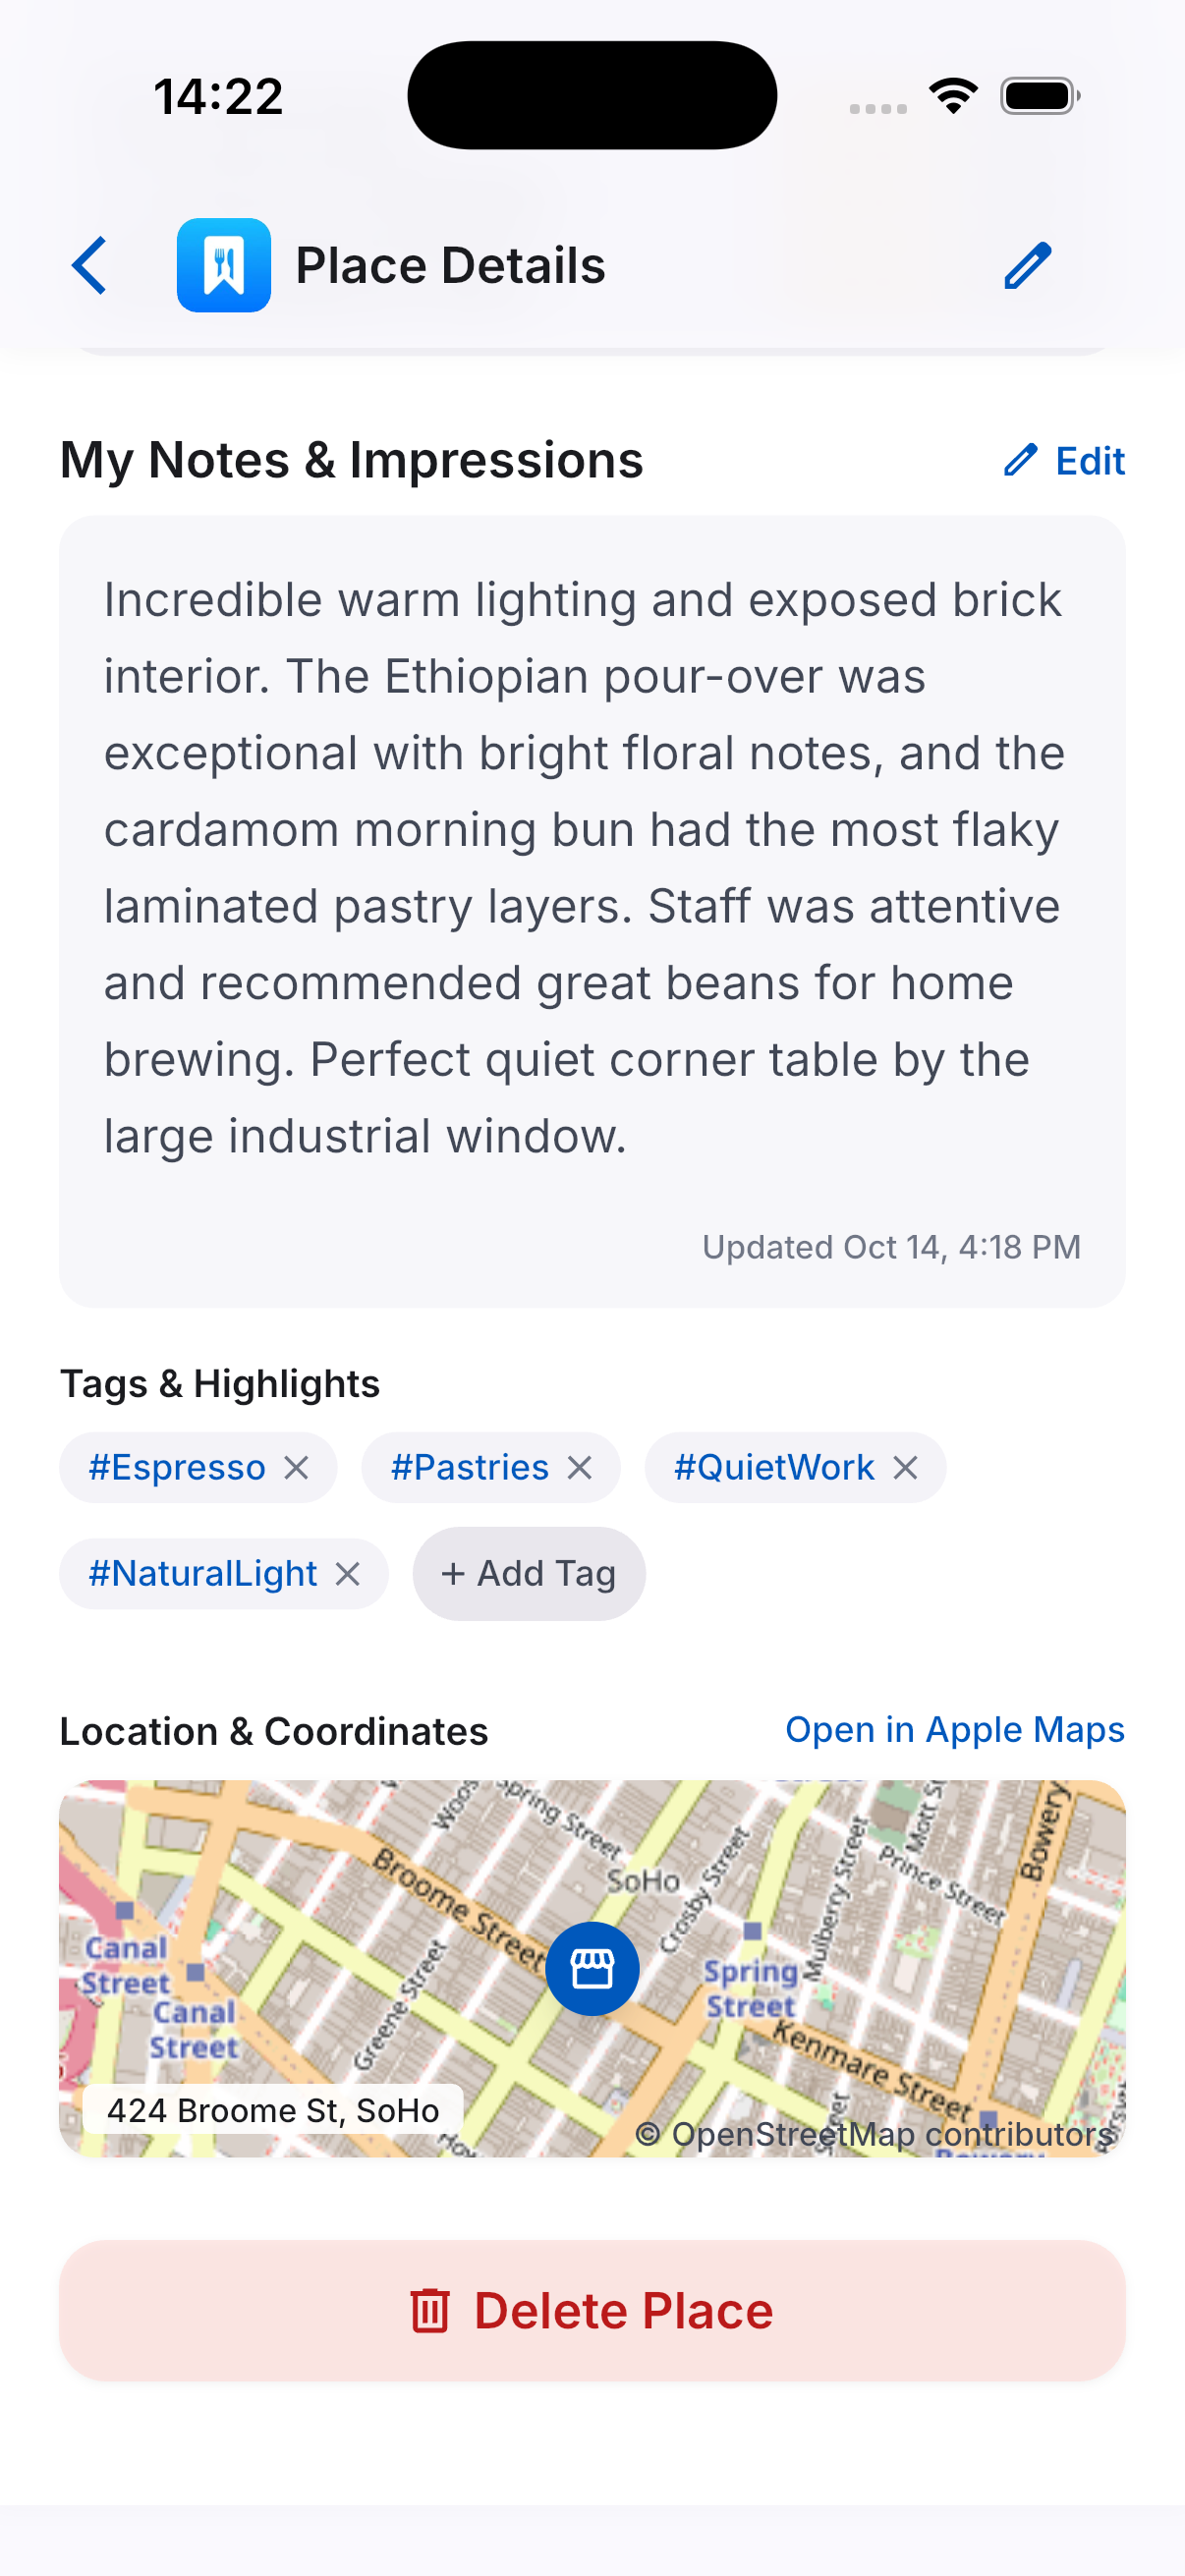 14:22
Place Details
My Notes & Impressions
Edit
Incredible warm lighting and exposed brick
interior. The Ethiopian pour-over was
exceptional with bright floral notes, and the
cardamom morning bun had the most flaky
laminated pastry layers. Staff was attentive
and recommended great beans for home
brewing. Perfect quiet corner table by the
large industrial window.
Updated Oct 14, 4:18 PM
Tags & Highlights
#Espresso
#Pastries
#QuietWork
#NaturalLight
+ Add Tag
Location & Coordinates
Open in Apple Maps
Spring Street
Bowery
Prince Street
Broome Street
SoHo
Crosby Street
Mulberry Street
Canal
Street
Canal
Street
Greene Street
Spring
Street
Kenmare Street
424 Broome St, SoHo
© OpenStreetMap contributors
Delete Place